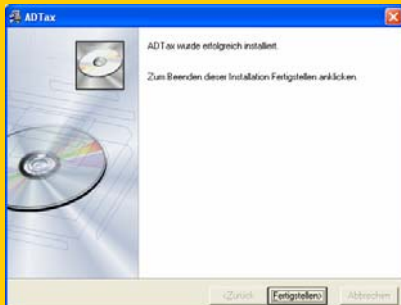 ADTax
ADTax wurde erfolgreich installiert.
Zum Beenden dieser Installation Fertigstellen anklicken.
<Zurück Fertigstellen> Abbrechen